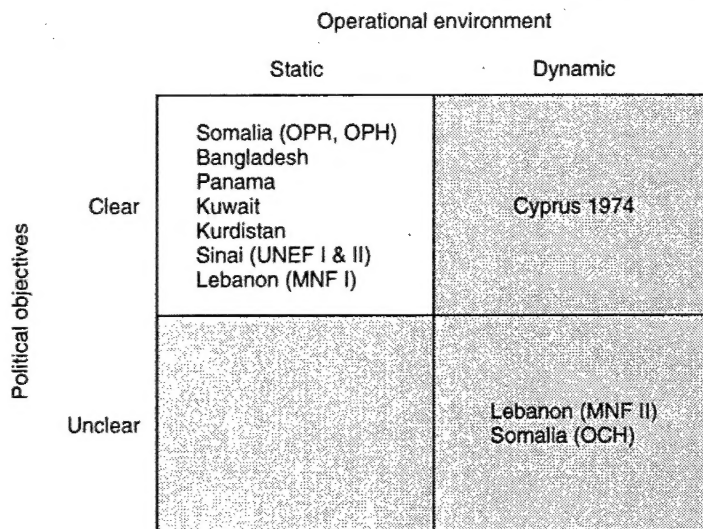 Operational environment
Static Dynamic
Political objectives
Clear
Somalia (OPR, OPH)
Bangladesh
Panama
Kuwait
Kurdistan
Sinai (UNEF I & II)
Lebanon (MNF I)
Cyprus 1974
Unclear
Lebanon (MNF II)
Somalia (OCH)